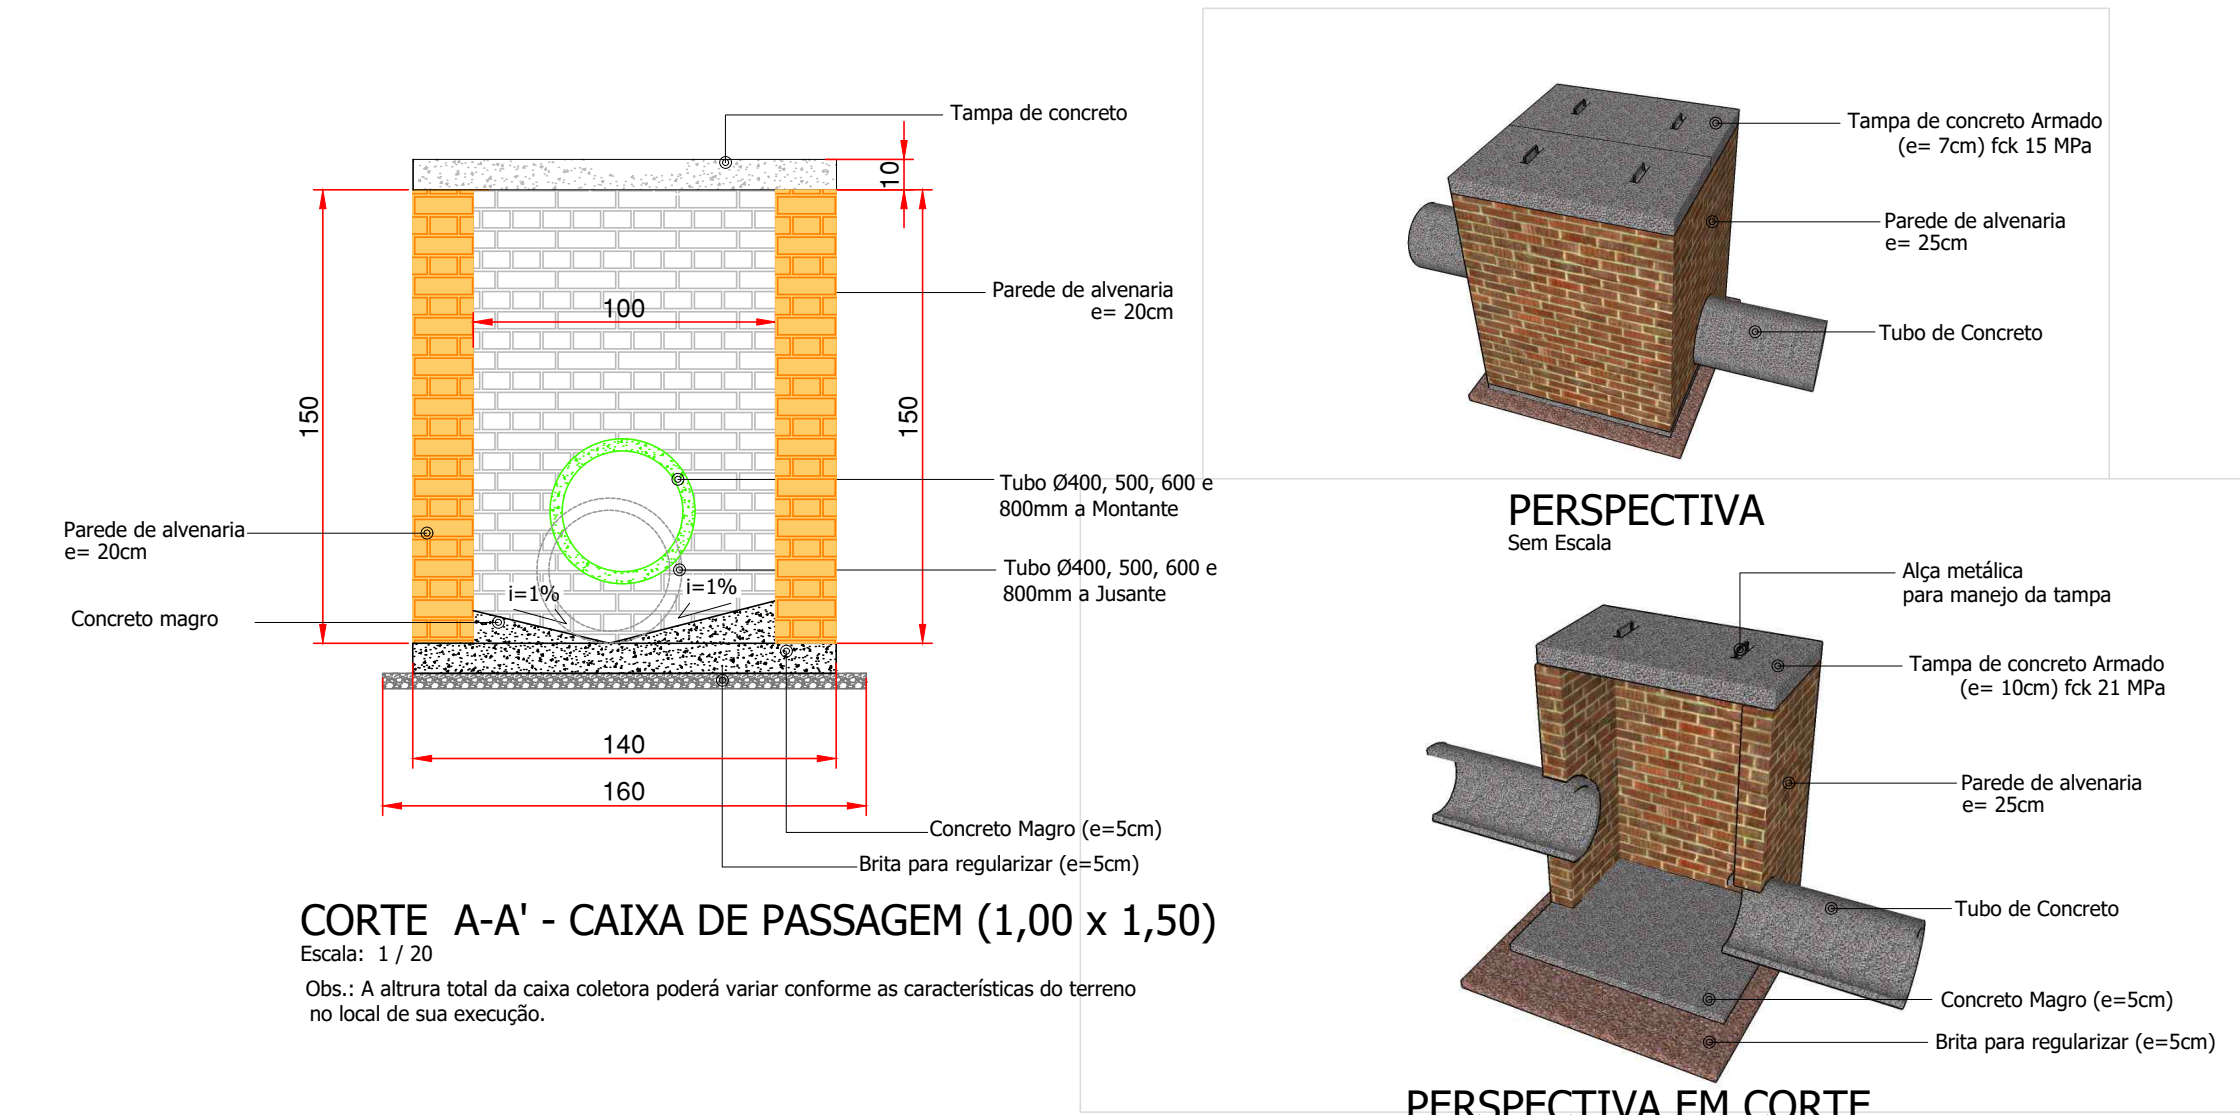 Tampa de concreto
10
Parede de alvenaria
e= 20cm
100
150
150
Tubo Ø400, 500, 600 e
800mm a Montante
Parede de alvenaria
e= 20cm
Tubo Ø400, 500, 600 e
800mm a Jusante
i=1%
i=1%
Concreto magro
140
160
Concreto Magro (e=5cm)
Brita para regularizar (e=5cm)
CORTE A-A' - CAIXA DE PASSAGEM (1,00 x 1,50)
Escala: 1 / 20
Obs.: A altrura total da caixa coletora poderá variar conforme as características do terreno
no local de sua execução.
Tampa de concreto Armado
(e= 7cm) fck 15 MPa
Parede de alvenaria
e= 25cm
Tubo de Concreto
PERSPECTIVA
Sem Escala
Alça metálica
para manejo da tampa
Tampa de concreto Armado
(e= 10cm) fck 21 MPa
Parede de alvenaria
e= 25cm
Tubo de Concreto
Concreto Magro (e=5cm)
Brita para regularizar (e=5cm)
PERSPECTIVA EM CORTE